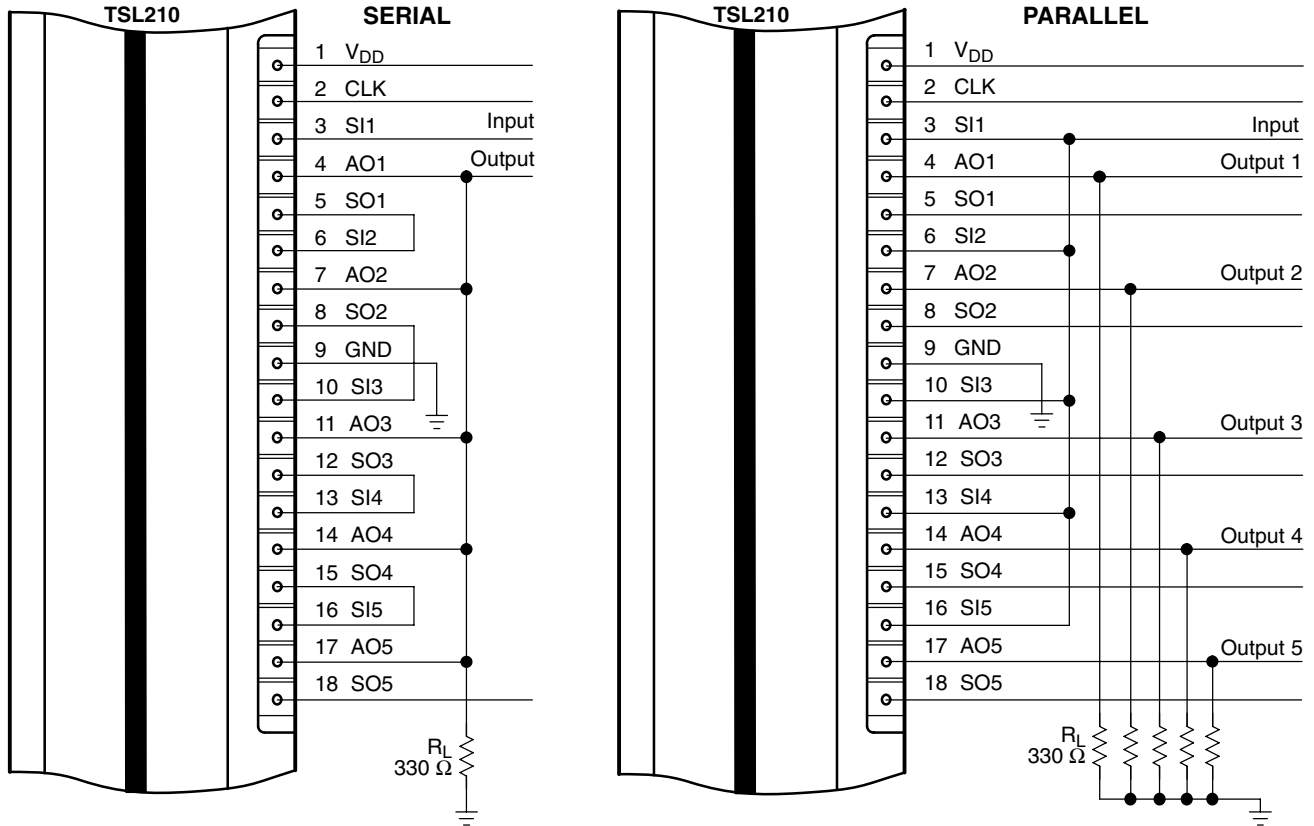 TSL210
SERIAL
1 VDD
2 CLK
3 SI1
Input
4 AO1
Output
5 SO1
6 SI2
7 AO2
8 SO2
9 GND
10 SI3
11 AO3
12 SO3
13 SI4
14 AO4
15 SO4
16 SI5
17 AO5
18 SO5
RL
330 Ω
TSL210
PARALLEL
1 VDD
2 CLK
3 SI1
Input
4 AO1
Output 1
5 SO1
6 SI2
7 AO2
Output 2
8 SO2
9 GND
10 SI3
11 AO3
Output 3
12 SO3
13 SI4
14 AO4
Output 4
15 SO4
16 SI5
17 AO5
Output 5
18 SO5
RL
330 Ω